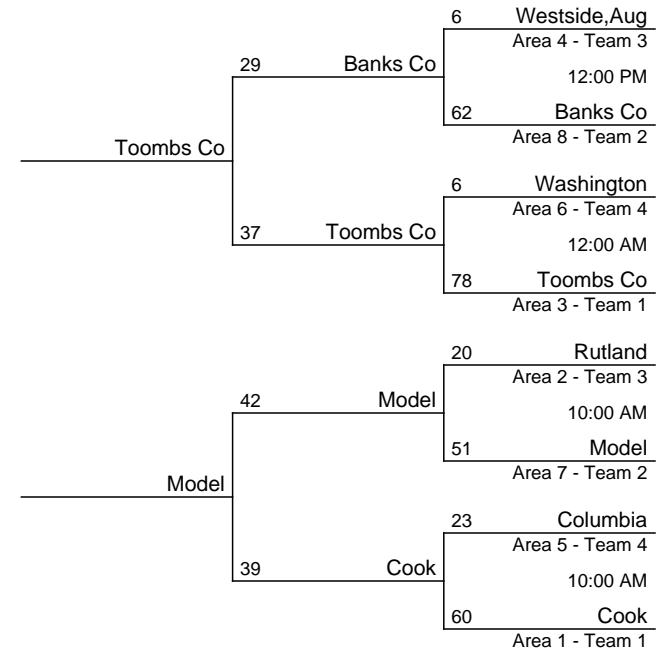 6 Westside,Aug
Area 4 - Team 3
29 Banks Co
12:00 PM
62 Banks Co
Area 8 - Team 2
Toombs Co
6 Washington
Area 6 - Team 4
37 Toombs Co
12:00 AM
78 Toombs Co
Area 3 - Team 1
20 Rutland
Area 2 - Team 3
42 Model
10:00 AM
51 Model
Area 7 - Team 2
Model
23 Columbia
Area 5 - Team 4
39 Cook
10:00 AM
60 Cook
Area 1 - Team 1